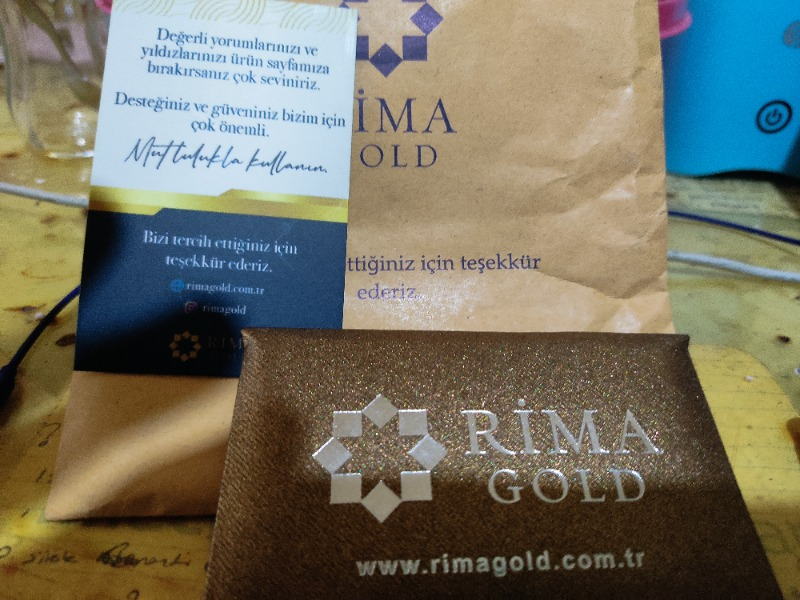 Değerli yorumlarınızı ve
yıldızlarınızı ürün sayfamıza
bırakırsanız çok seviniriz.
Desteğiniz ve güveniniz bizim için
çok önemli.
Mutlulukla kullanın.
Bizi tercih ettiğiniz için
teşekkür ederiz.
rimagold.com.tr
rimagold
RİMA
İMA
OLD
ttiğiniz için teşekkür
ederiz.
RİMA
GOLD
www.rimagold.com.tr